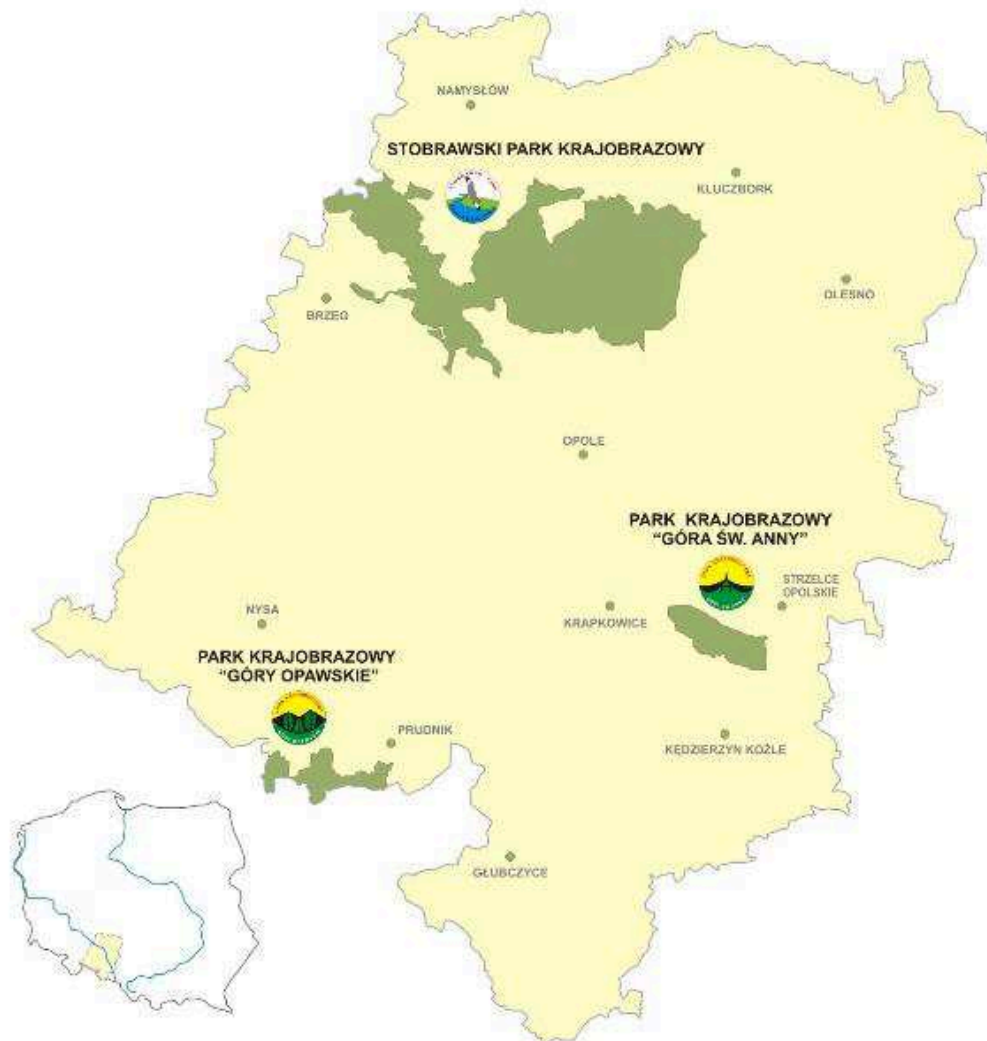 NAMYSŁÓW
STOBRAWSKI PARK KRAJOBRAZOWY
KLUCZBORK
OLESNO
BRZEG
OPOLE
PARK KRAJOBRAZOWY
“GÓRA ŚW. ANNY”
STRZELCE
OPOLSKIE
NYSA
KRAPKOWICE
PARK KRAJOBRAZOWY
“GÓRY OPAWSKIE”
PRUDNIK
KĘDZIERZYN KOŹLE
GŁUBCZYCE